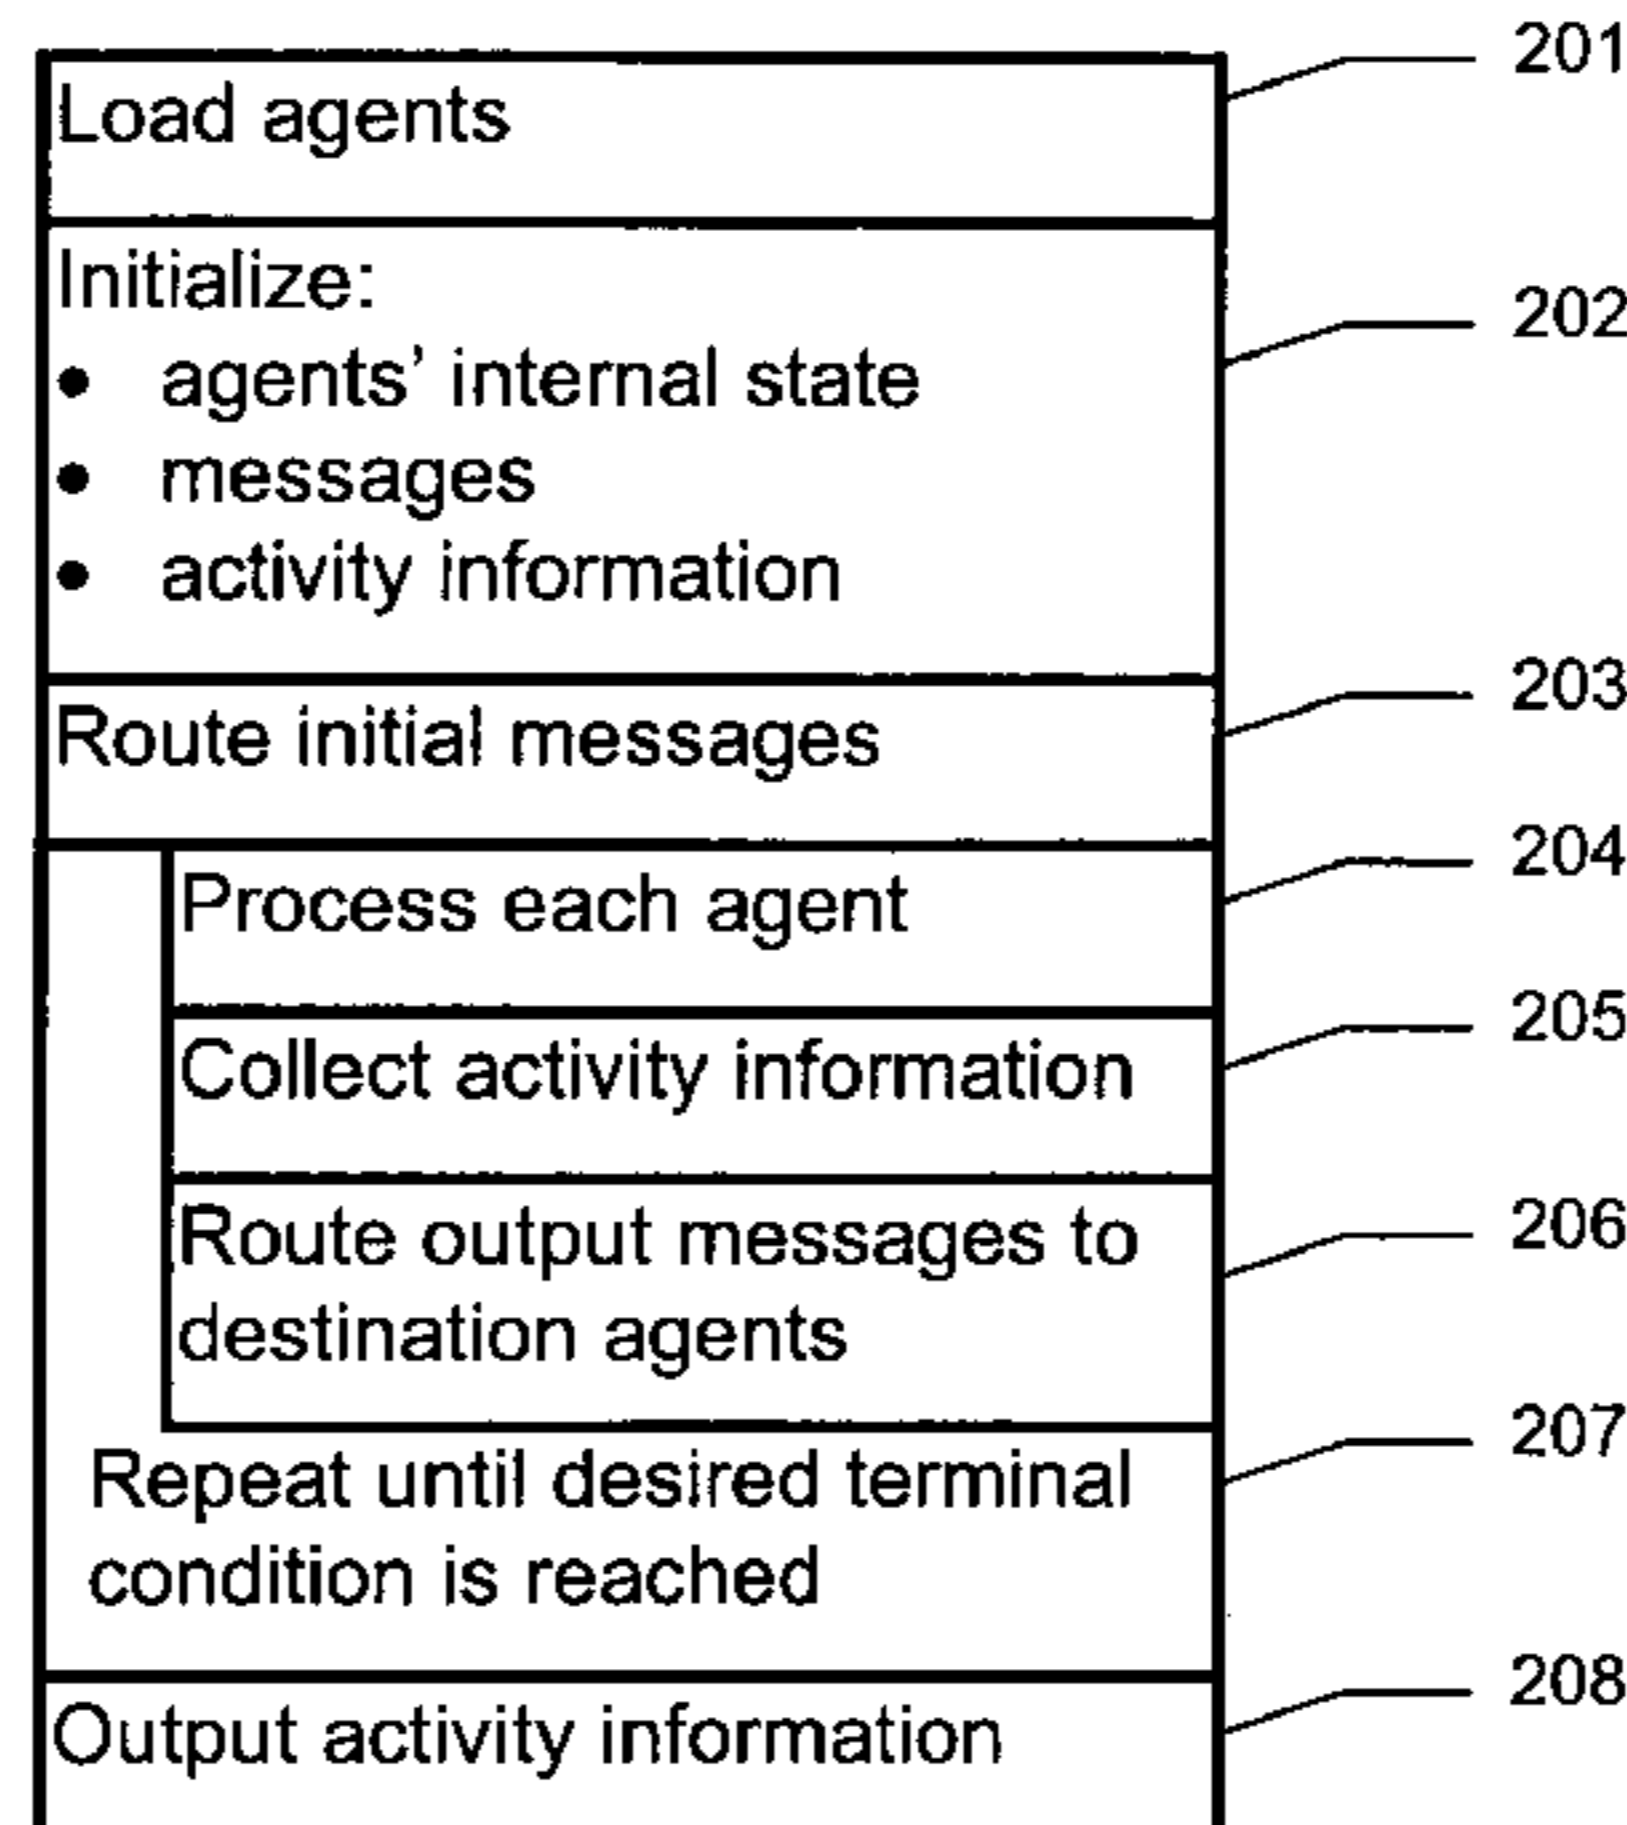 201
Load agents
202
Initialize:
• agents’ internal state
• messages
• activity information
203
Route initial messages
204
Process each agent
205
Collect activity information
206
Route output messages to
destination agents
207
Repeat until desired terminal
condition is reached
208
Output activity information